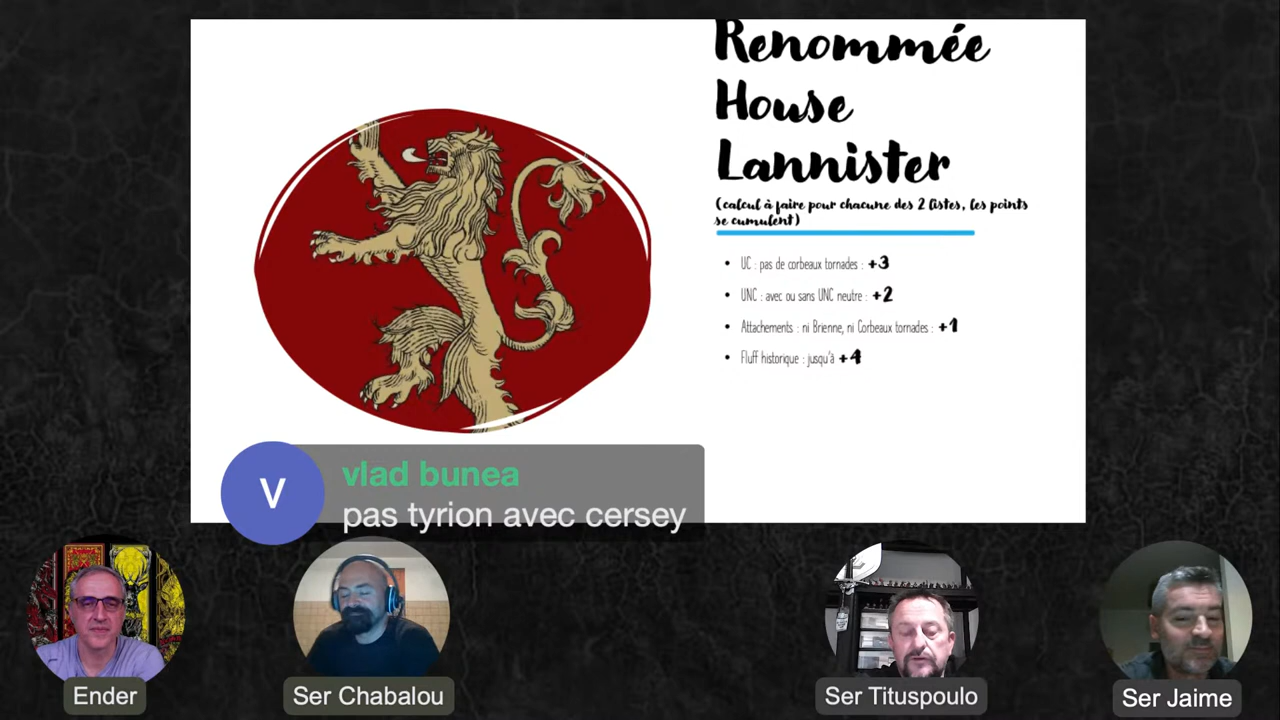 Renommée
House
Lannister
(calcul à faire pour chacune des 2 listes, les points
se cumulent)
• UC : pas de corbeaux tornades : +3
• UNC : avec ou sans UNC neutre : +2
• Attachements : ni Brienne, ni Corbeaux tornades : +1
• Fluff historique : jusqu'à +4
V
vlad bunea
pas tyrion avec cersey
Ender
Ser Chabalou
Ser Tituspoulo
Ser Jaime